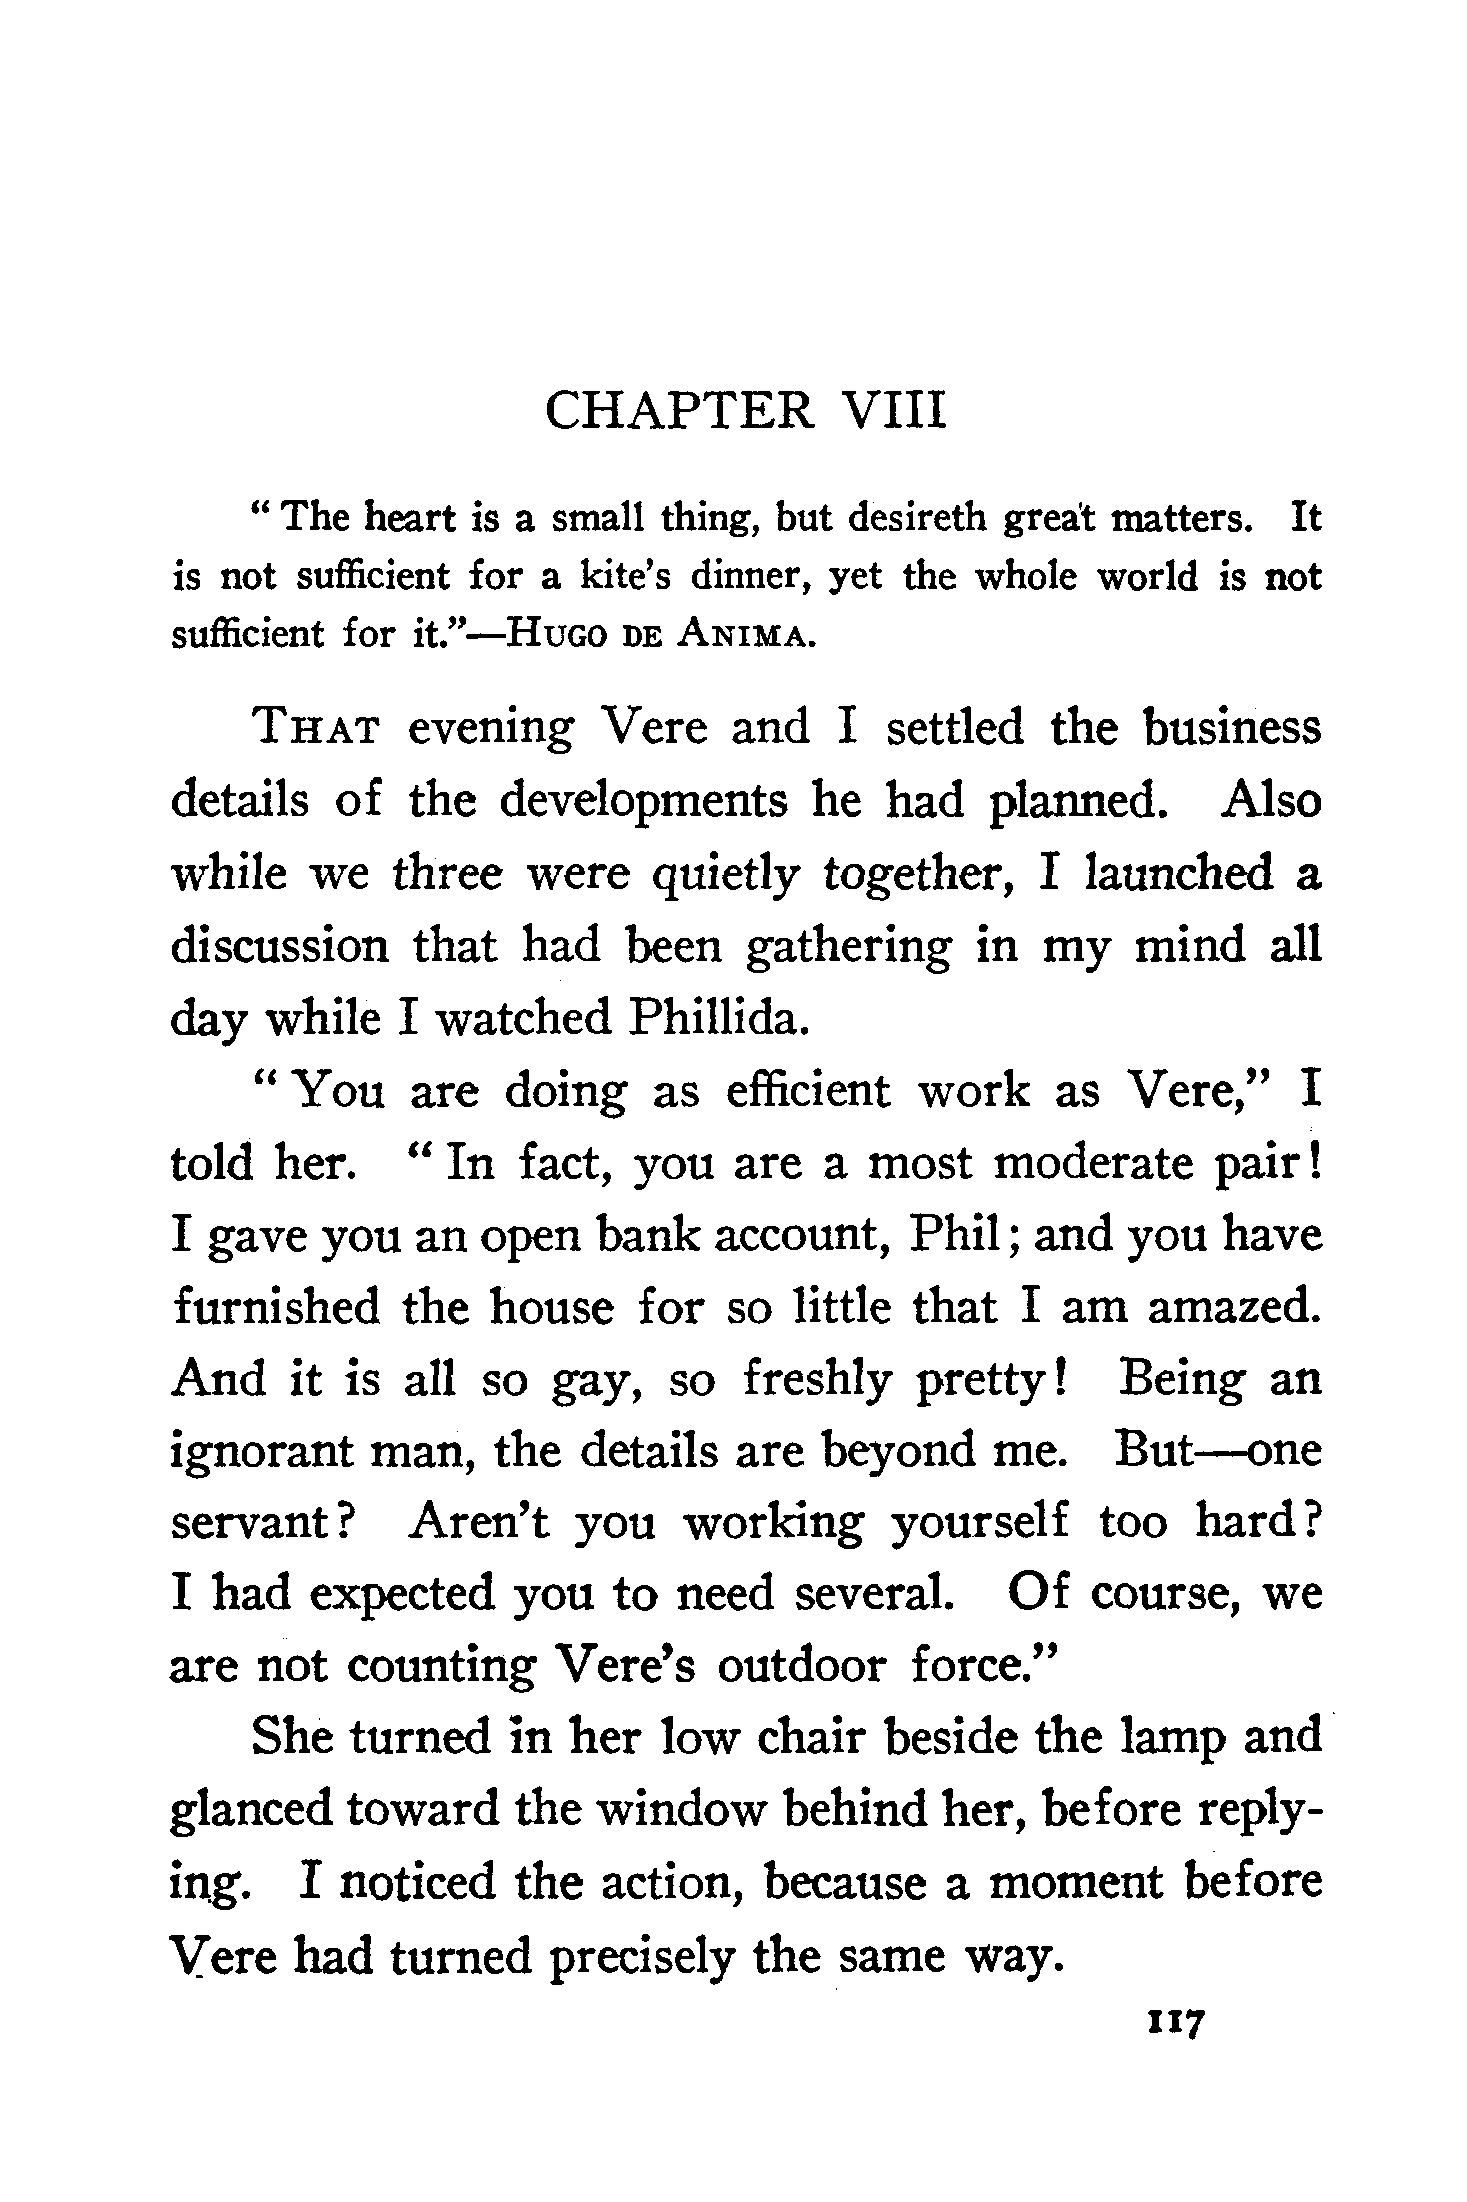 CHAPTER VIII
“ The heart is a small thing, but desireth great matters. It
is not sufficient for a kite’s dinner, yet the whole world is not
sufficient for it.”—HUGO DE ANIMA.
THAT evening Vere and I settled the business
details of the developments he had planned. Also
while we three were quietly together, I launched a
discussion that had been gathering in my mind all
day while I watched Phillida.
“ You are doing as efficient work as Vere,” I
told her. “ In fact, you are a most moderate pair!
I gave you an open bank account, Phil; and you have
furnished the house for so little that I am amazed.
And it is all so gay, so freshly pretty! Being an
ignorant man, the details are beyond me. But—one
servant? Aren’t you working yourself too hard?
I had expected you to need several. Of course, we
are not counting Vere’s outdoor force.”
She turned in her low chair beside the lamp and
glanced toward the window behind her, before reply-
ing. I noticed the action, because a moment before
Vere had turned precisely the same way.
117